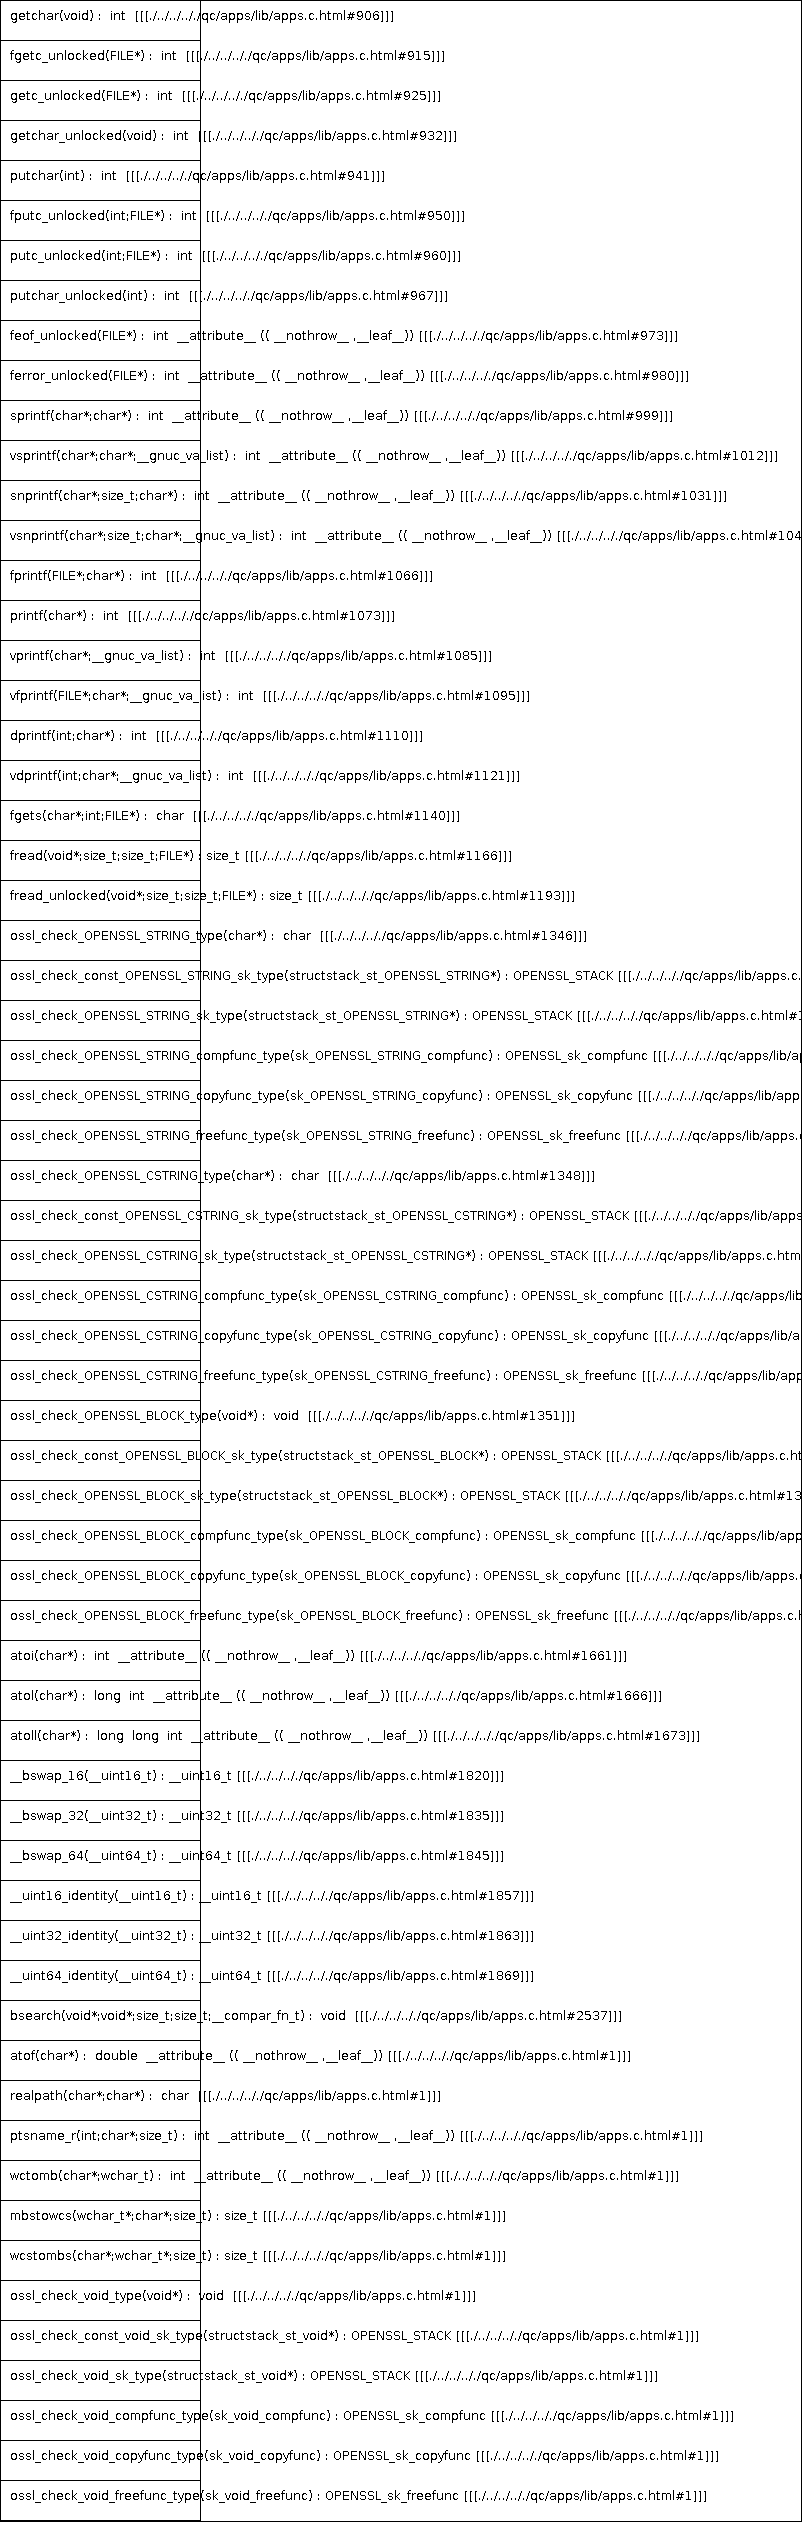 getchar(void) :  int  [[[./../../././qc/apps/lib/apps.c.html#906]]]
fgetc_unlocked(FILE*) :  int  [[[./../../././qc/apps/lib/apps.c.html#915]]]
getc_unlocked(FILE*) :  int  [[[./../../././qc/apps/lib/apps.c.html#925]]]
getchar_unlocked(void) :  int  [[[./../../././qc/apps/lib/apps.c.html#932]]]
putchar(int) :  int  [[[./../../././qc/apps/lib/apps.c.html#941]]]
fputc_unlocked(int;FILE*) :  int  [[[./../../././qc/apps/lib/apps.c.html#950]]]
putc_unlocked(int;FILE*) :  int  [[[./../../././qc/apps/lib/apps.c.html#960]]]
putchar_unlocked(int) :  int  [[[./../../././qc/apps/lib/apps.c.html#967]]]
feof_unlocked(FILE*) :  int  __attribute__ (( __nothrow__ ,__leaf__)) [[[./../../././qc/apps/lib/apps.c.html#973]]]
ferror_unlocked(FILE*) :  int  __attribute__ (( __nothrow__ ,__leaf__)) [[[./../../././qc/apps/lib/apps.c.html#980]]]
sprintf(char*;char*) :  int  __attribute__ (( __nothrow__ ,__leaf__)) [[[./../../././qc/apps/lib/apps.c.html#999]]]
vsprintf(char*;char*;__gnuc_va_list) :  int  __attribute__ (( __nothrow__ ,__leaf__)) [[[./../../././qc/apps/lib/apps.c.html#1012]]]
snprintf(char*;size_t;char*) :  int  __attribute__ (( __nothrow__ ,__leaf__)) [[[./../../././qc/apps/lib/apps.c.html#1031]]]
vsnprintf(char*;size_t;char*;__gnuc_va_list) :  int  __attribute__ (( __nothrow__ ,__leaf__)) [[[./../../././qc/apps/lib/apps.c.html#104
fprintf(FILE*;char*) :  int  [[[./../../././qc/apps/lib/apps.c.html#1066]]]
printf(char*) :  int  [[[./../../././qc/apps/lib/apps.c.html#1073]]]
vprintf(char*;__gnuc_va_list) :  int  [[[./../../././qc/apps/lib/apps.c.html#1085]]]
vfprintf(FILE*;char*;__gnuc_va_list) :  int  [[[./../../././qc/apps/lib/apps.c.html#1095]]]
dprintf(int;char*) :  int  [[[./../../././qc/apps/lib/apps.c.html#1110]]]
vdprintf(int;char*;__gnuc_va_list) :  int  [[[./../../././qc/apps/lib/apps.c.html#1121]]]
fgets(char*;int;FILE*) :  char  [[[./../../././qc/apps/lib/apps.c.html#1140]]]
fread(void*;size_t;size_t;FILE*) : size_t [[[./../../././qc/apps/lib/apps.c.html#1166]]]
fread_unlocked(void*;size_t;size_t;FILE*) : size_t [[[./../../././qc/apps/lib/apps.c.html#1193]]]
ossl_check_OPENSSL_STRING_type(char*) :  char  [[[./../../././qc/apps/lib/apps.c.html#1346]]]
ossl_check_const_OPENSSL_STRING_sk_type(structstack_st_OPENSSL_STRING*) : OPENSSL_STACK [[[./../../././qc/apps/lib/apps.c.
ossl_check_OPENSSL_STRING_sk_type(structstack_st_OPENSSL_STRING*) : OPENSSL_STACK [[[./../../././qc/apps/lib/apps.c.html#1
ossl_check_OPENSSL_STRING_compfunc_type(sk_OPENSSL_STRING_compfunc) : OPENSSL_sk_compfunc [[[./../../././qc/apps/lib/ap
ossl_check_OPENSSL_STRING_copyfunc_type(sk_OPENSSL_STRING_copyfunc) : OPENSSL_sk_copyfunc [[[./../../././qc/apps/lib/app
ossl_check_OPENSSL_STRING_freefunc_type(sk_OPENSSL_STRING_freefunc) : OPENSSL_sk_freefunc [[[./../../././qc/apps/lib/apps.
ossl_check_OPENSSL_CSTRING_type(char*) :  char  [[[./../../././qc/apps/lib/apps.c.html#1348]]]
ossl_check_const_OPENSSL_CSTRING_sk_type(structstack_st_OPENSSL_CSTRING*) : OPENSSL_STACK [[[./../../././qc/apps/lib/apps
ossl_check_OPENSSL_CSTRING_sk_type(structstack_st_OPENSSL_CSTRING*) : OPENSSL_STACK [[[./../../././qc/apps/lib/apps.c.htm
ossl_check_OPENSSL_CSTRING_compfunc_type(sk_OPENSSL_CSTRING_compfunc) : OPENSSL_sk_compfunc [[[./../../././qc/apps/lib
ossl_check_OPENSSL_CSTRING_copyfunc_type(sk_OPENSSL_CSTRING_copyfunc) : OPENSSL_sk_copyfunc [[[./../../././qc/apps/lib/a
ossl_check_OPENSSL_CSTRING_freefunc_type(sk_OPENSSL_CSTRING_freefunc) : OPENSSL_sk_freefunc [[[./../../././qc/apps/lib/app
ossl_check_OPENSSL_BLOCK_type(void*) :  void  [[[./../../././qc/apps/lib/apps.c.html#1351]]]
ossl_check_const_OPENSSL_BLOCK_sk_type(structstack_st_OPENSSL_BLOCK*) : OPENSSL_STACK [[[./../../././qc/apps/lib/apps.c.ht
ossl_check_OPENSSL_BLOCK_sk_type(structstack_st_OPENSSL_BLOCK*) : OPENSSL_STACK [[[./../../././qc/apps/lib/apps.c.html#13
ossl_check_OPENSSL_BLOCK_compfunc_type(sk_OPENSSL_BLOCK_compfunc) : OPENSSL_sk_compfunc [[[./../../././qc/apps/lib/app
ossl_check_OPENSSL_BLOCK_copyfunc_type(sk_OPENSSL_BLOCK_copyfunc) : OPENSSL_sk_copyfunc [[[./../../././qc/apps/lib/apps.
ossl_check_OPENSSL_BLOCK_freefunc_type(sk_OPENSSL_BLOCK_freefunc) : OPENSSL_sk_freefunc [[[./../../././qc/apps/lib/apps.c.h
atoi(char*) :  int  __attribute__ (( __nothrow__ ,__leaf__)) [[[./../../././qc/apps/lib/apps.c.html#1661]]]
atol(char*) :  long  int  __attribute__ (( __nothrow__ ,__leaf__)) [[[./../../././qc/apps/lib/apps.c.html#1666]]]
atoll(char*) :  long  long  int  __attribute__ (( __nothrow__ ,__leaf__)) [[[./../../././qc/apps/lib/apps.c.html#1673]]]
__bswap_16(__uint16_t) : __uint16_t [[[./../../././qc/apps/lib/apps.c.html#1820]]]
__bswap_32(__uint32_t) : __uint32_t [[[./../../././qc/apps/lib/apps.c.html#1835]]]
__bswap_64(__uint64_t) : __uint64_t [[[./../../././qc/apps/lib/apps.c.html#1845]]]
__uint16_identity(__uint16_t) : __uint16_t [[[./../../././qc/apps/lib/apps.c.html#1857]]]
__uint32_identity(__uint32_t) : __uint32_t [[[./../../././qc/apps/lib/apps.c.html#1863]]]
__uint64_identity(__uint64_t) : __uint64_t [[[./../../././qc/apps/lib/apps.c.html#1869]]]
bsearch(void*;void*;size_t;size_t;__compar_fn_t) :  void  [[[./../../././qc/apps/lib/apps.c.html#2537]]]
atof(char*) :  double  __attribute__ (( __nothrow__ ,__leaf__)) [[[./../../././qc/apps/lib/apps.c.html#1]]]
realpath(char*;char*) :  char  [[[./../../././qc/apps/lib/apps.c.html#1]]]
ptsname_r(int;char*;size_t) :  int  __attribute__ (( __nothrow__ ,__leaf__)) [[[./../../././qc/apps/lib/apps.c.html#1]]]
wctomb(char*;wchar_t) :  int  __attribute__ (( __nothrow__ ,__leaf__)) [[[./../../././qc/apps/lib/apps.c.html#1]]]
mbstowcs(wchar_t*;char*;size_t) : size_t [[[./../../././qc/apps/lib/apps.c.html#1]]]
wcstombs(char*;wchar_t*;size_t) : size_t [[[./../../././qc/apps/lib/apps.c.html#1]]]
ossl_check_void_type(void*) :  void  [[[./../../././qc/apps/lib/apps.c.html#1]]]
ossl_check_const_void_sk_type(structstack_st_void*) : OPENSSL_STACK [[[./../../././qc/apps/lib/apps.c.html#1]]]
ossl_check_void_sk_type(structstack_st_void*) : OPENSSL_STACK [[[./../../././qc/apps/lib/apps.c.html#1]]]
ossl_check_void_compfunc_type(sk_void_compfunc) : OPENSSL_sk_compfunc [[[./../../././qc/apps/lib/apps.c.html#1]]]
ossl_check_void_copyfunc_type(sk_void_copyfunc) : OPENSSL_sk_copyfunc [[[./../../././qc/apps/lib/apps.c.html#1]]]
ossl_check_void_freefunc_type(sk_void_freefunc) : OPENSSL_sk_freefunc [[[./../../././qc/apps/lib/apps.c.html#1]]]